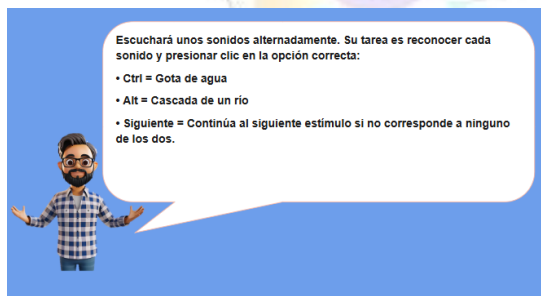 Escuchará unos sonidos alternadamente. Su tarea es reconocer cada
sonido y presionar clic en la opción correcta:
• Ctrl = Gota de agua
• Alt = Cascada de un río
• Siguiente = Continúa al siguiente estímulo si no corresponde a ninguno
de los dos.